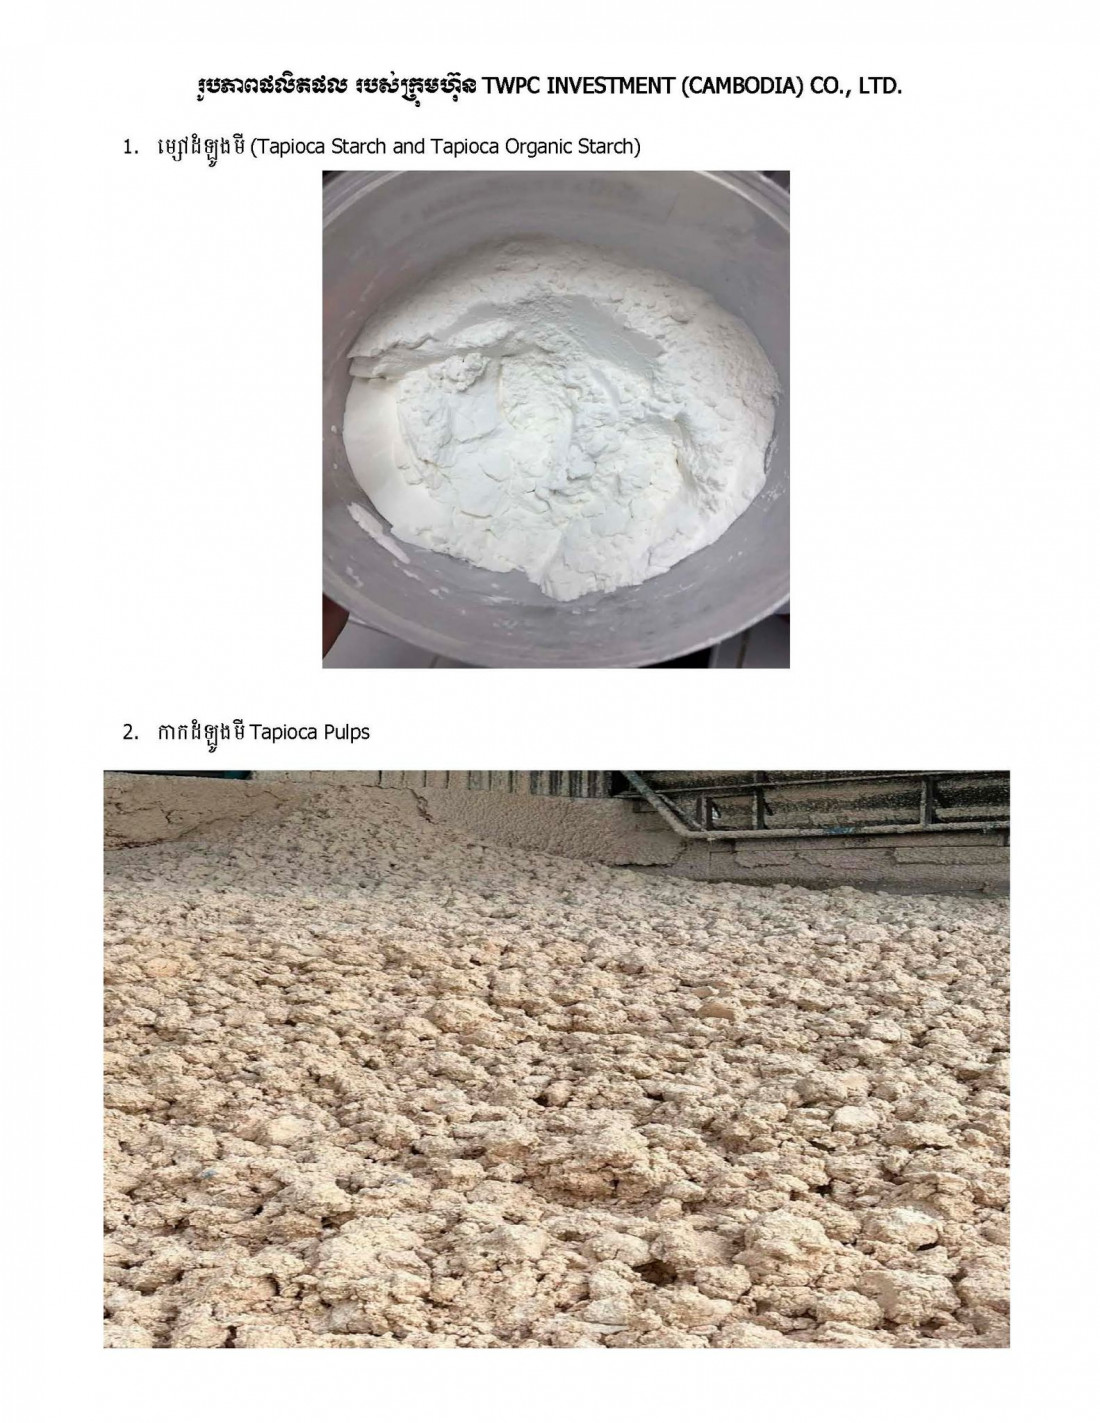 រូបភាពផលិតផល របស់ក្រុមហ៊ុន TWPC INVESTMENT (CAMBODIA) CO., LTD.
1. ម្សៅដំឡូងមី (Tapioca Starch and Tapioca Organic Starch)
2. កាកដំឡូងមី Tapioca Pulps